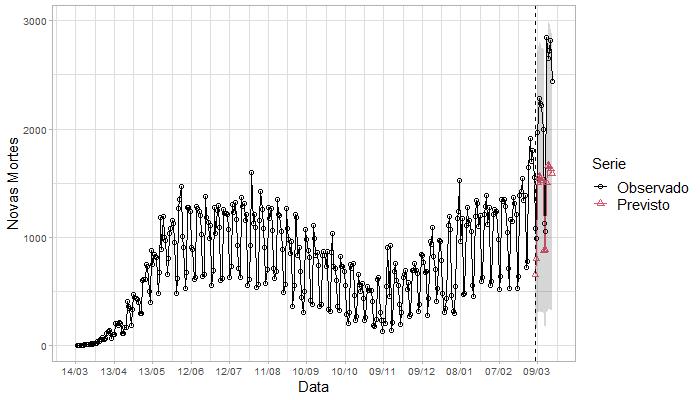 3000
2000
1000
0
Novas Mortes
14/03 13/04 13/05 12/06 12/07 11/08 10/09 10/10 09/11 09/12 08/01 07/02 09/03
Data
Serie
Observado
Previsto